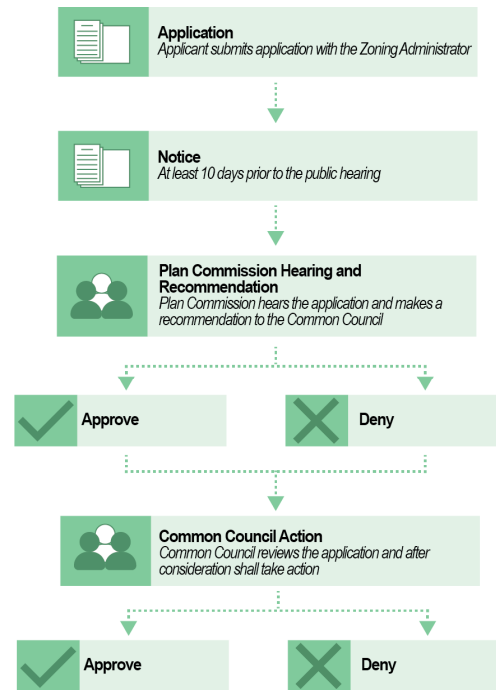 Application
Applicant submits application with the Zoning Administrator
Notice
At least 10 days prior to the public hearing
Plan Commission Hearing and
Recommendation
Plan Commission hears the application and makes a
recommendation to the Common Council
Approve
Deny
Common Council Action
Common Council reviews the application and after
consideration shall take action
Approve
Deny